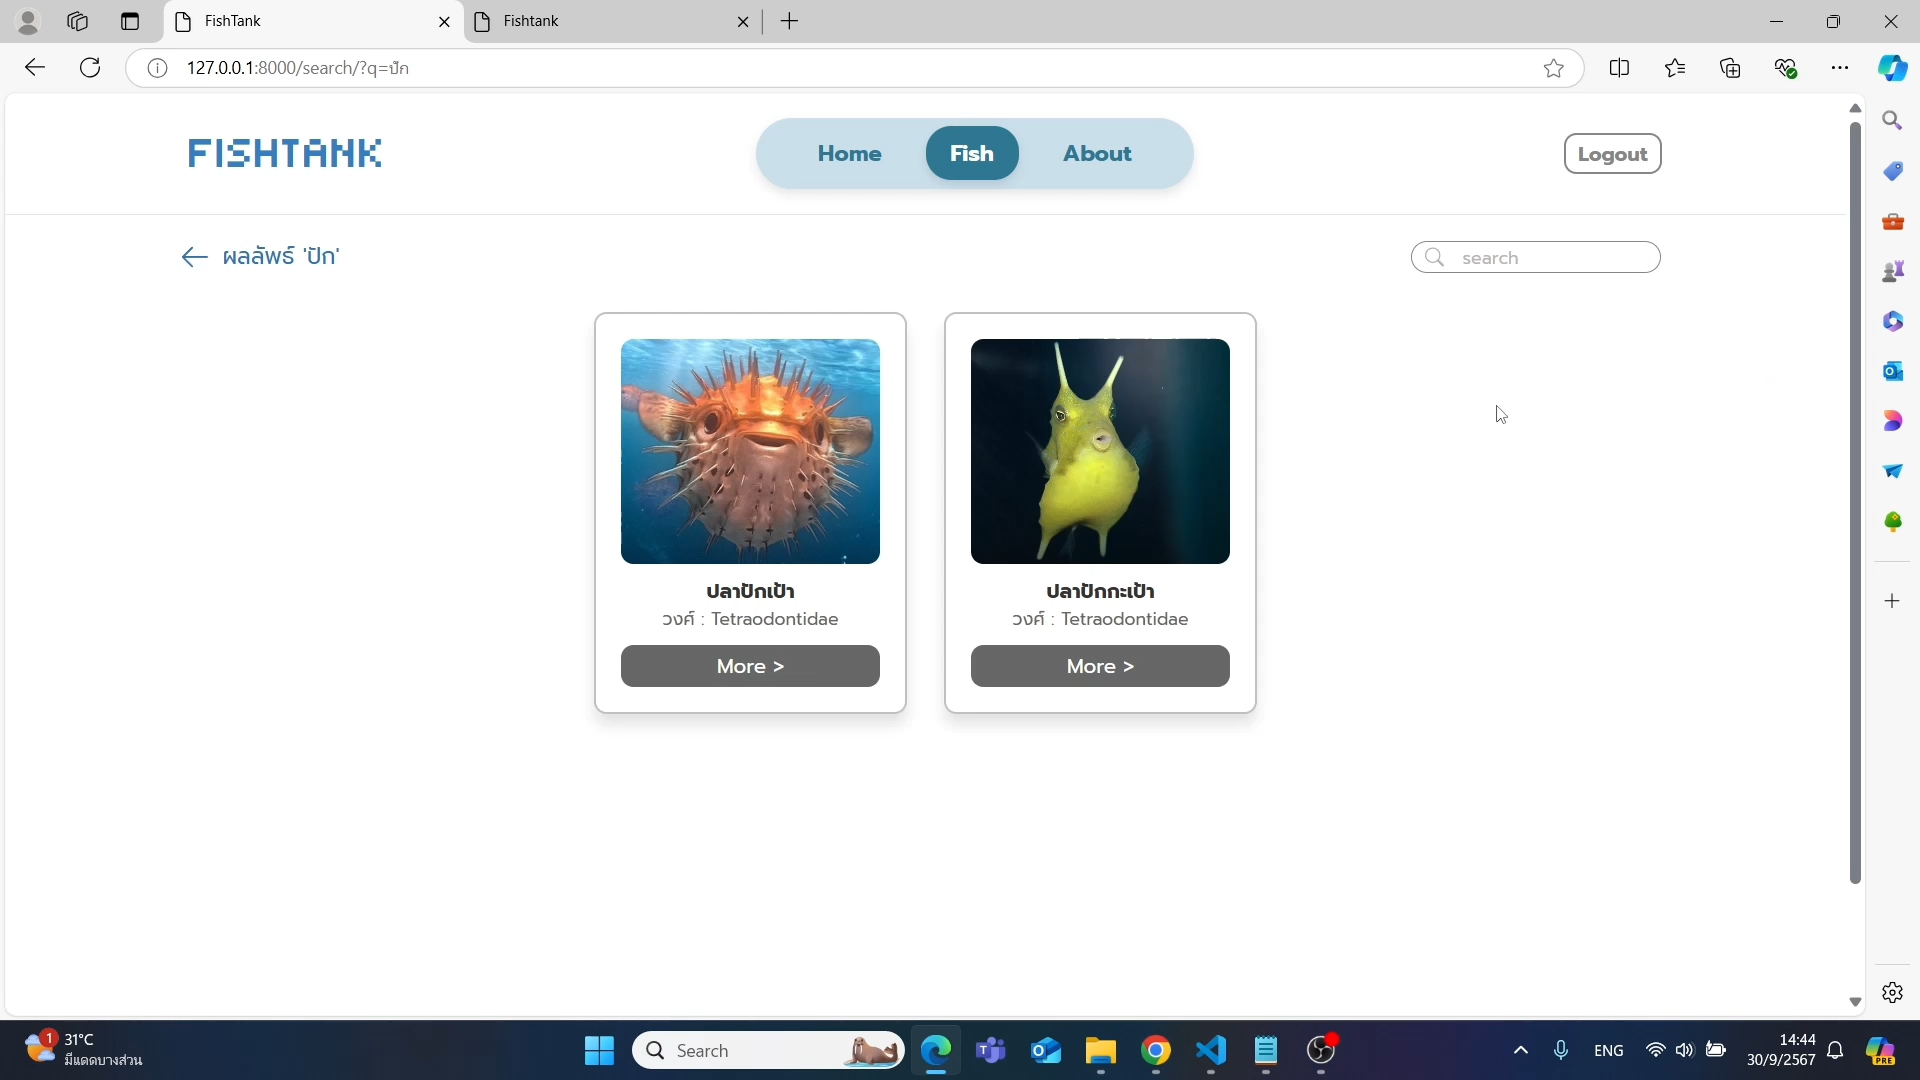 FishTank
Fishtank
127.0.0.1:8000/search/?q=ปัก
FISHTANK
Home
Fish
About
Logout
ผลลัพธ์ 'ปัก'
search
ปลาปักเป้า
วงศ์ : Tetraodontidae
More >
ปลาปักกะเป้า
วงศ์ : Tetraodontidae
More >
1
31°C
มีแดดบางส่วน
Search
ENG
14:44
30/9/2567
PRE